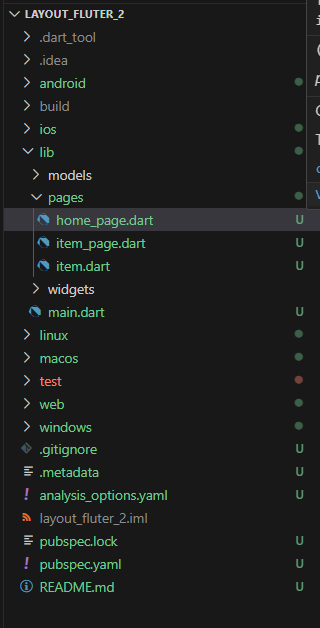 LAYOUT_FLUTER_2
.dart_tool
.idea
android
build
ios
lib
models
pages
home_page.dart U
item_page.dart U
item.dart U
widgets
main.dart U
linux
macos
test
web
windows
.gitignore U
.metadata U
analysis_options.yaml U
layout_fluter_2.iml
pubspec.lock U
pubspec.yaml U
README.md U